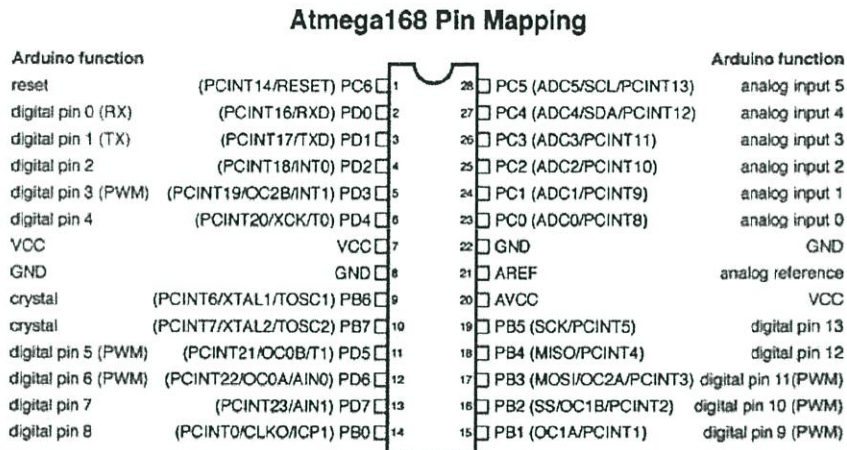 Atmega168 Pin Mapping
Arduino function Arduino function
reset (PCINT14/RESET) PC6 1 28 PC5 (ADC5/SCL/PCINT13) analog input 5
digital pin 0 (RX) (PCINT16/RXD) PD0 2 27 PC4 (ADC4/SDA/PCINT12) analog input 4
digital pin 1 (TX) (PCINT17/TXD) PD1 3 26 PC3 (ADC3/PCINT11) analog input 3
digital pin 2 (PCINT18/INT0) PD2 4 25 PC2 (ADC2/PCINT10) analog input 2
digital pin 3 (PWM) (PCINT19/OC2B/INT1) PD3 5 24 PC1 (ADC1/PCINT9) analog input 1
digital pin 4 (PCINT20/XCK/T0) PD4 6 23 PC0 (ADC0/PCINT8) analog input 0
VCC VCC 7 22 GND GND
GND GND 8 21 AREF analog reference
crystal (PCINT6/XTAL1/TOSC1) PB6 9 20 AVCC VCC
crystal (PCINT7/XTAL2/TOSC2) PB7 10 19 PB5 (SCK/PCINT5) digital pin 13
digital pin 5 (PWM) (PCINT21/OC0B/T1) PD5 11 18 PB4 (MISO/PCINT4) digital pin 12
digital pin 6 (PWM) (PCINT22/OC0A/AIN0) PD6 12 17 PB3 (MOSI/OC2A/PCINT3) digital pin 11(PWM)
digital pin 7 (PCINT23/AIN1) PD7 13 16 PB2 (SS/OC1B/PCINT2) digital pin 10 (PWM)
digital pin 8 (PCINT0/CLKO/ICP1) PB0 14 15 PB1 (OC1A/PCINT1) digital pin 9 (PWM)